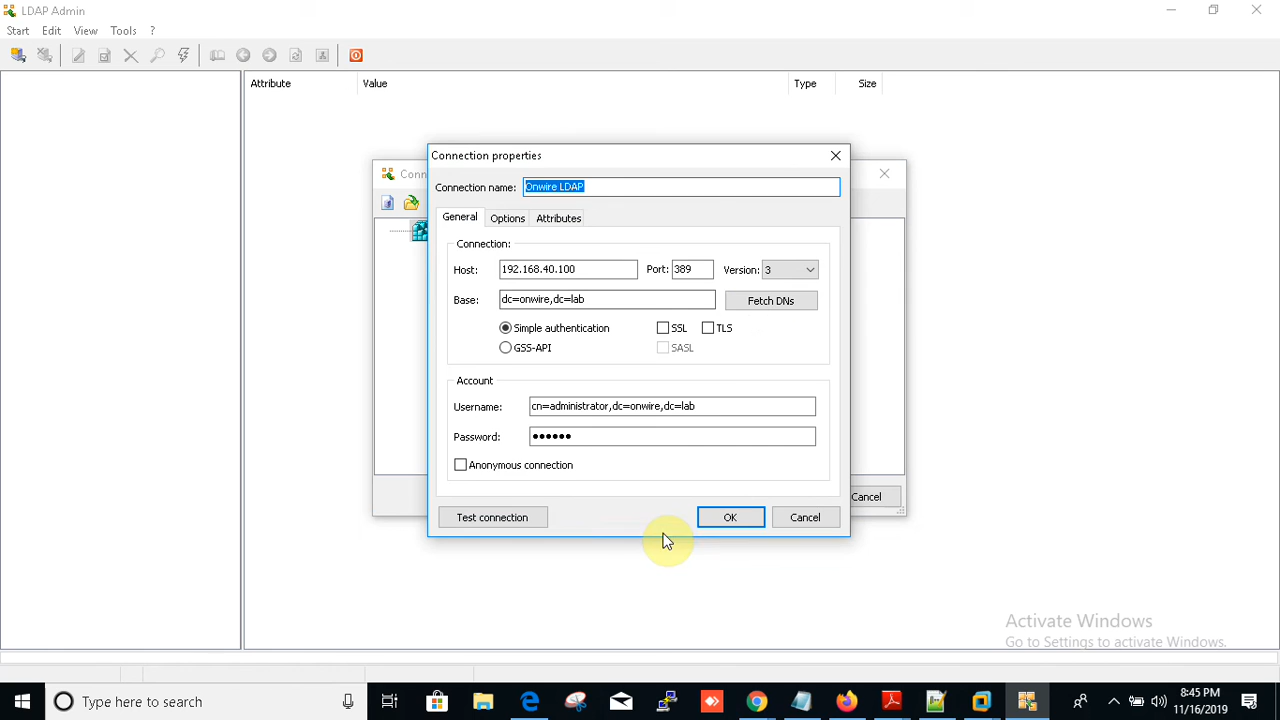 LDAP Admin
Start Edit View Tools ?
Attribute Value Type Size
Conn
Connection properties
Connection name: Onwire LDAP
General Options Attributes
Connection:
Host: 192.168.40.100 Port: 389 Version: 3
Base: dc=onwire,dc=lab Fetch DNs
Simple authentication SSL TLS
GSS-API SASL
Account
Username: cn=administrator,dc=onwire,dc=lab
Password: ••••••
Anonymous connection
Cancel
Test connection OK Cancel
Activate Windows
Go to Settings to activate Windows.
Type here to search
8:45 PM
11/16/2019